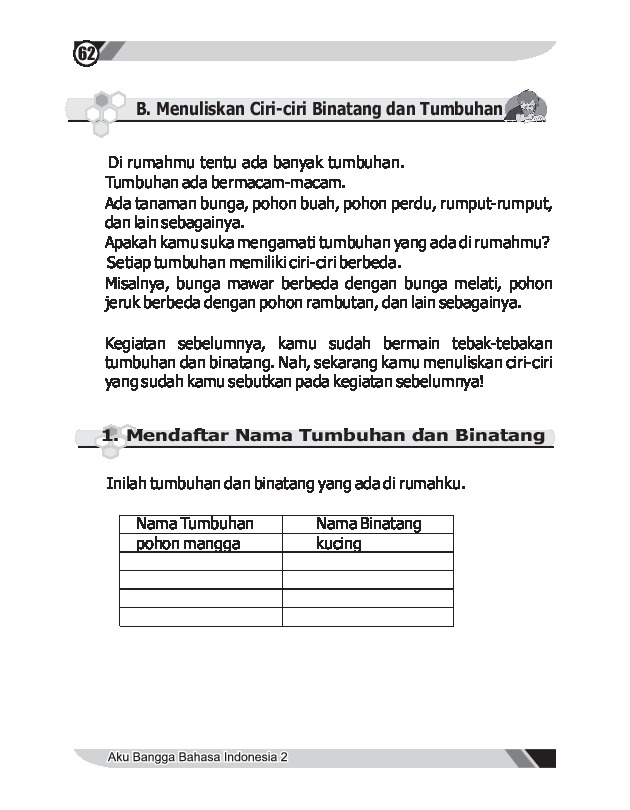 62
B. Menuliskan Ciri-ciri Binatang dan Tumbuhan
Di rumahmu tentu ada banyak tumbuhan.
Tumbuhan ada bermacam-macam.
Ada tanaman bunga, pohon buah, pohon perdu, rumput-rumput,
dan lain sebagainya.
Apakah kamu suka mengamati tumbuhan yang ada di rumahmu?
Setiap tumbuhan memiliki ciri-ciri berbeda.
Misalnya, bunga mawar berbeda dengan bunga melati, pohon
jeruk berbeda dengan pohon rambutan, dan lain sebagainya.
Kegiatan sebelumnya, kamu sudah bermain tebak-tebakan
tumbuhan dan binatang. Nah, sekarang kamu menuliskan ciri-ciri
yang sudah kamu sebutkan pada kegiatan sebelumnya!
1. Mendaftar Nama Tumbuhan dan Binatang
Inilah tumbuhan dan binatang yang ada di rumahku.
Nama Tumbuhan Nama Binatang
pohon mangga kucing
Aku Bangga Bahasa Indonesia 2